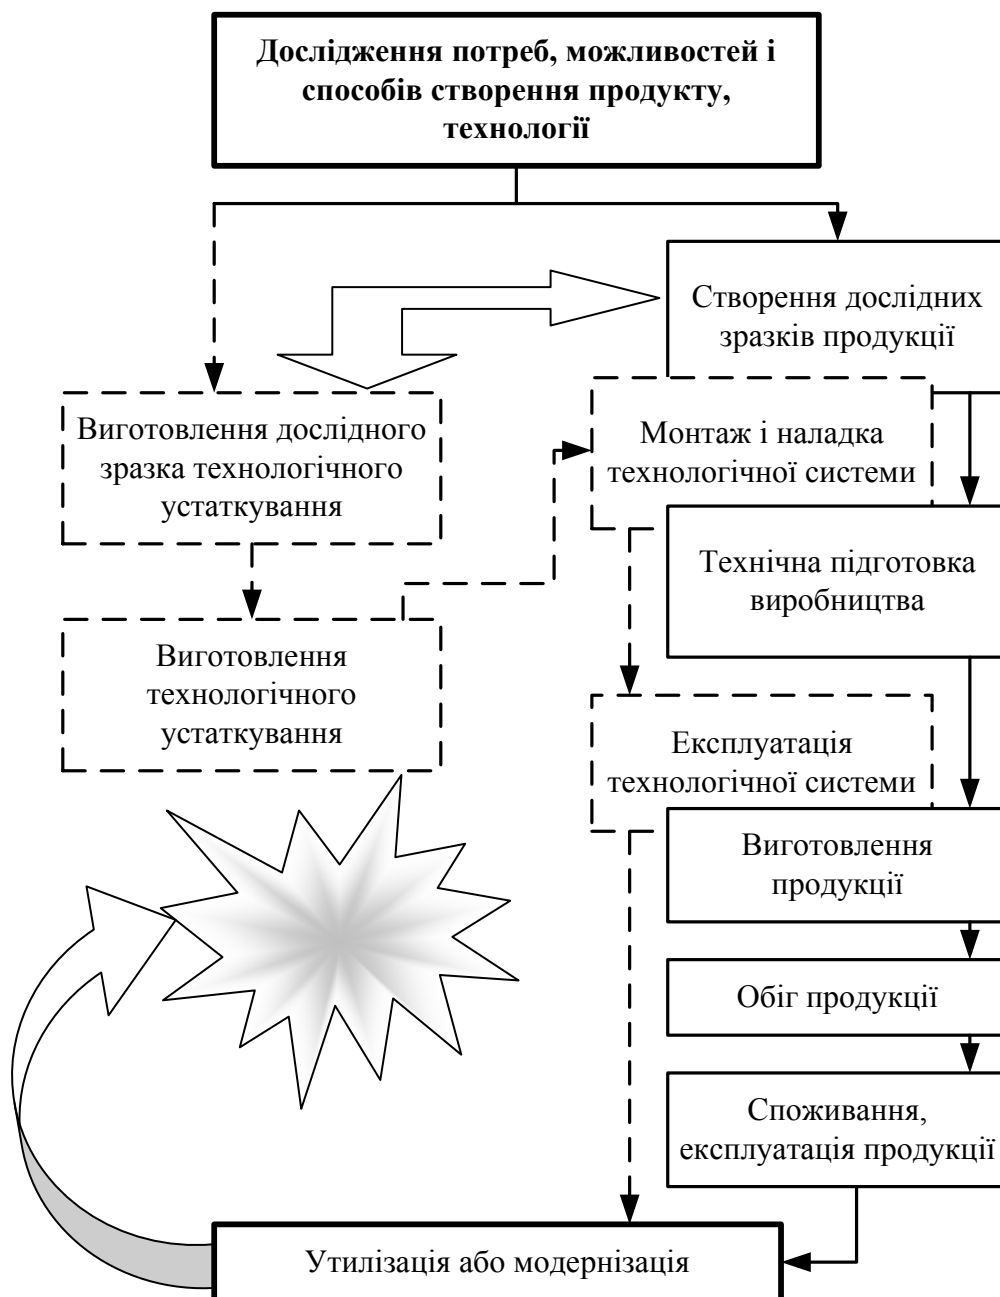 Дослідження потреб, можливостей і
способів створення продукту,
технології
Створення дослідних
зразків продукції
Виготовлення дослідного
зразка технологічного
устаткування
Монтаж і наладка
технологічної системи
Технічна підготовка
виробництва
Виготовлення
технологічного
устаткування
Експлуатація
технологічної системи
Виготовлення
продукції
Обіг продукції
Споживання,
експлуатація продукції
Утилізація або модернізація